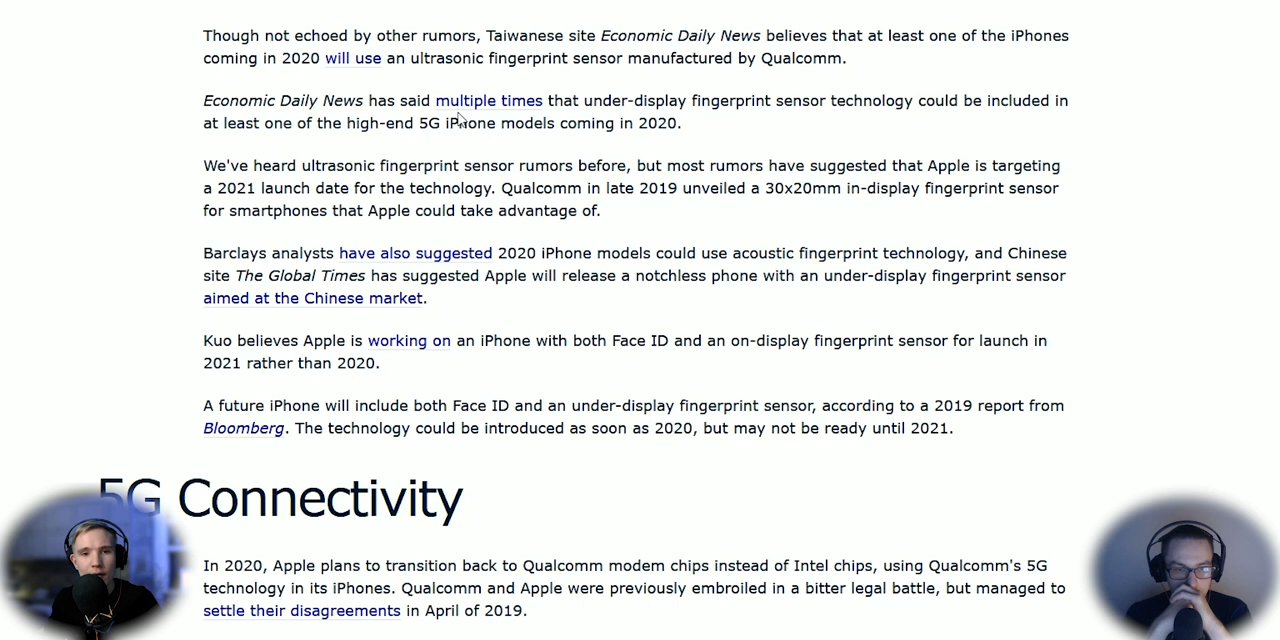 Though not echoed by other rumors, Taiwanese site Economic Daily News believes that at least one of the iPhones
coming in 2020 will use an ultrasonic fingerprint sensor manufactured by Qualcomm.
Economic Daily News has said multiple times that under-display fingerprint sensor technology could be included in
at least one of the high-end 5G iPhone models coming in 2020.
We've heard ultrasonic fingerprint sensor rumors before, but most rumors have suggested that Apple is targeting
a 2021 launch date for the technology. Qualcomm in late 2019 unveiled a 30x20mm in-display fingerprint sensor
for smartphones that Apple could take advantage of.
Barclays analysts have also suggested 2020 iPhone models could use acoustic fingerprint technology, and Chinese
site The Global Times has suggested Apple will release a notchless phone with an under-display fingerprint sensor
aimed at the Chinese market.
Kuo believes Apple is working on an iPhone with both Face ID and an on-display fingerprint sensor for launch in
2021 rather than 2020.
A future iPhone will include both Face ID and an under-display fingerprint sensor, according to a 2019 report from
Bloomberg. The technology could be introduced as soon as 2020, but may not be ready until 2021.
5G Connectivity
In 2020, Apple plans to transition back to Qualcomm modem chips instead of Intel chips, using Qualcomm's 5G
technology in its iPhones. Qualcomm and Apple were previously embroiled in a bitter legal battle, but managed to
settle their disagreements in April of 2019.